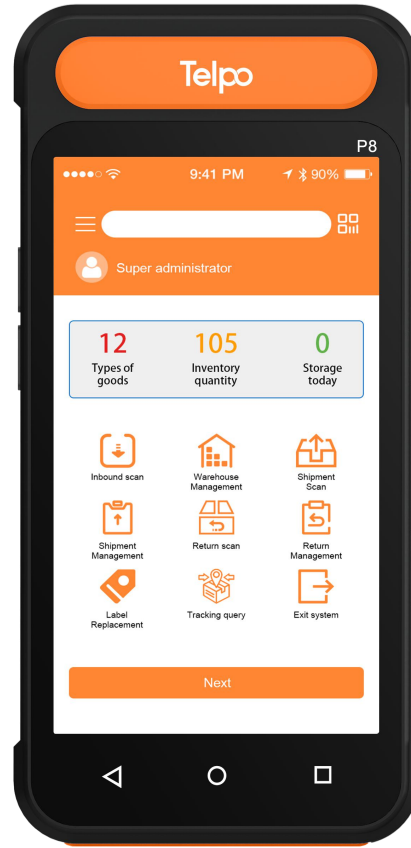 Telpo
P8
9:41 PM
90%
Super administrator
12
105
0
Types of
goods
Inventory
quantity
Storage
today
Inbound scan
Warehouse
Management
Shipment
Scan
Shipment
Management
Return scan
Return
Management
Label
Replacement
Tracking query
Exit system
Next